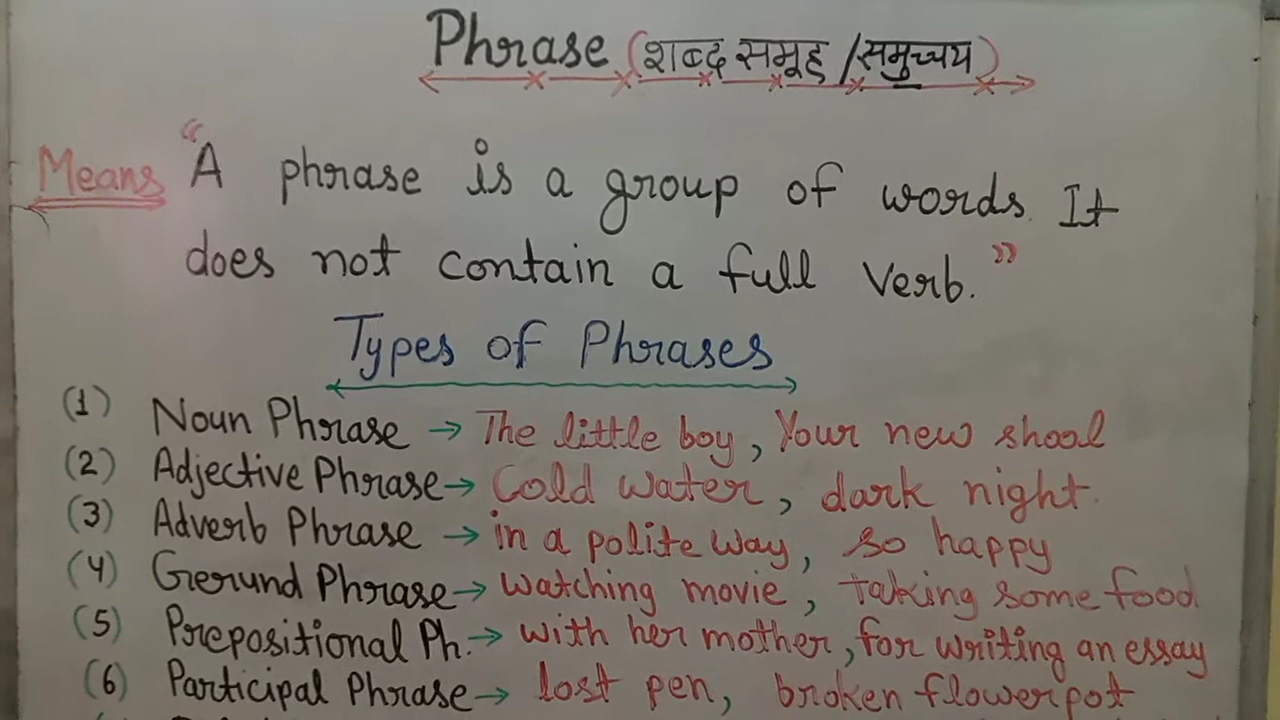 Phrase (शब्द समूह /समुच्चय)
Means "A phrase is a group of words. It
does not contain a full verb."
Types of Phrases
(1) Noun Phrase → The little boy, Your new shool
(2) Adjective Phrase → Cold water, dark night.
(3) Adverb Phrase → in a polite way, so happy
(4) Gerund Phrase → watching movie, taking some food
(5) Prepositional Ph. → with her mother, for writing an essay
(6) Participal Phrase → lost pen, broken flowerpot